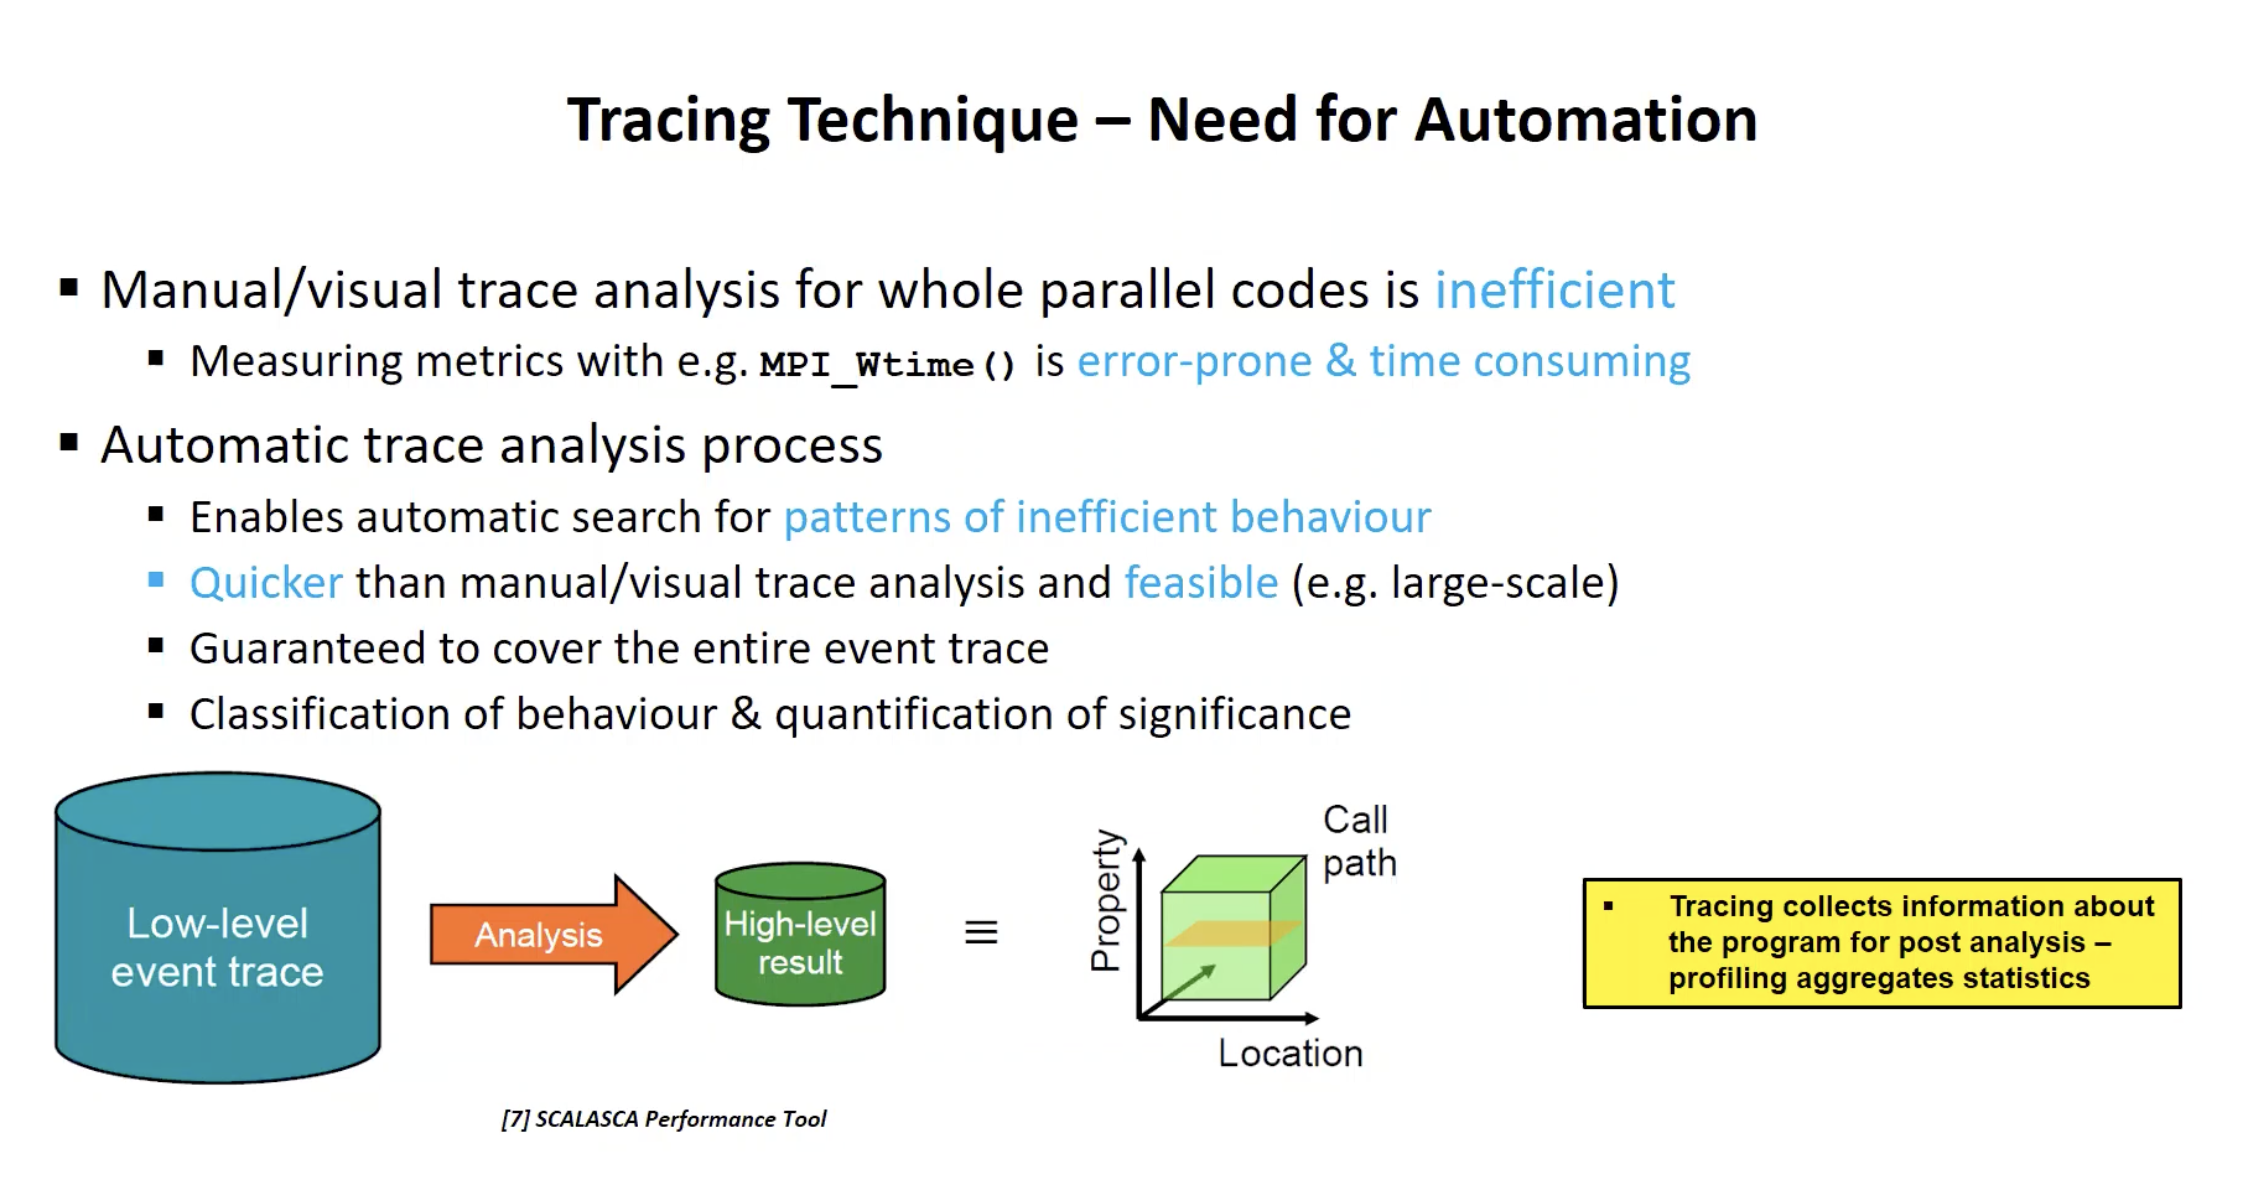 Tracing Technique – Need for Automation
▪ Manual/visual trace analysis for whole parallel codes is inefficient
▪ Measuring metrics with e.g. MPI_Wtime() is error-prone & time consuming
▪ Automatic trace analysis process
▪ Enables automatic search for patterns of inefficient behaviour
▪ Quicker than manual/visual trace analysis and feasible (e.g. large-scale)
▪ Guaranteed to cover the entire event trace
▪ Classification of behaviour & quantification of significance
Low-level
event trace
Analysis
High-level
result
≡
Property
Call
path
Location
▪ Tracing collects information about
the program for post analysis –
profiling aggregates statistics
[7] SCALASCA Performance Tool